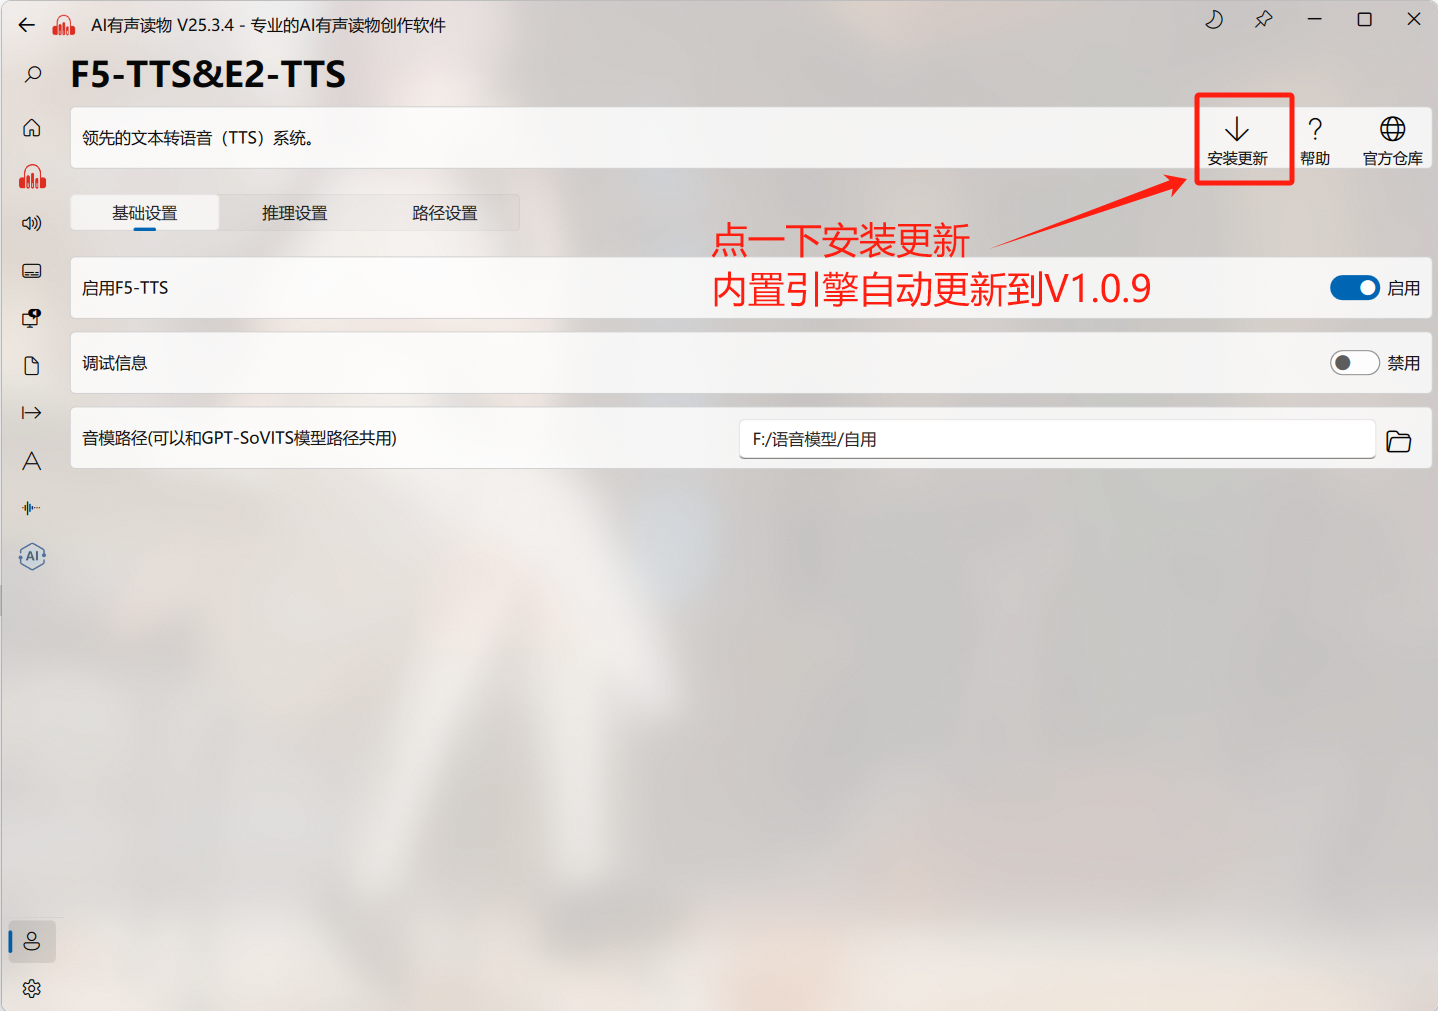 AI有声读物 V25.3.4 - 专业的AI有声读物创作软件
F5-TTS&E2-TTS
领先的文本转语音（TTS）系统。
安装更新
帮助
官方仓库
基础设置
推理设置
路径设置
点一下安装更新
内置引擎自动更新到V1.0.9
启用F5-TTS
启用
调试信息
禁用
音模路径(可以和GPT-SoVITS模型路径共用)
F:/语音模型/自用
AI